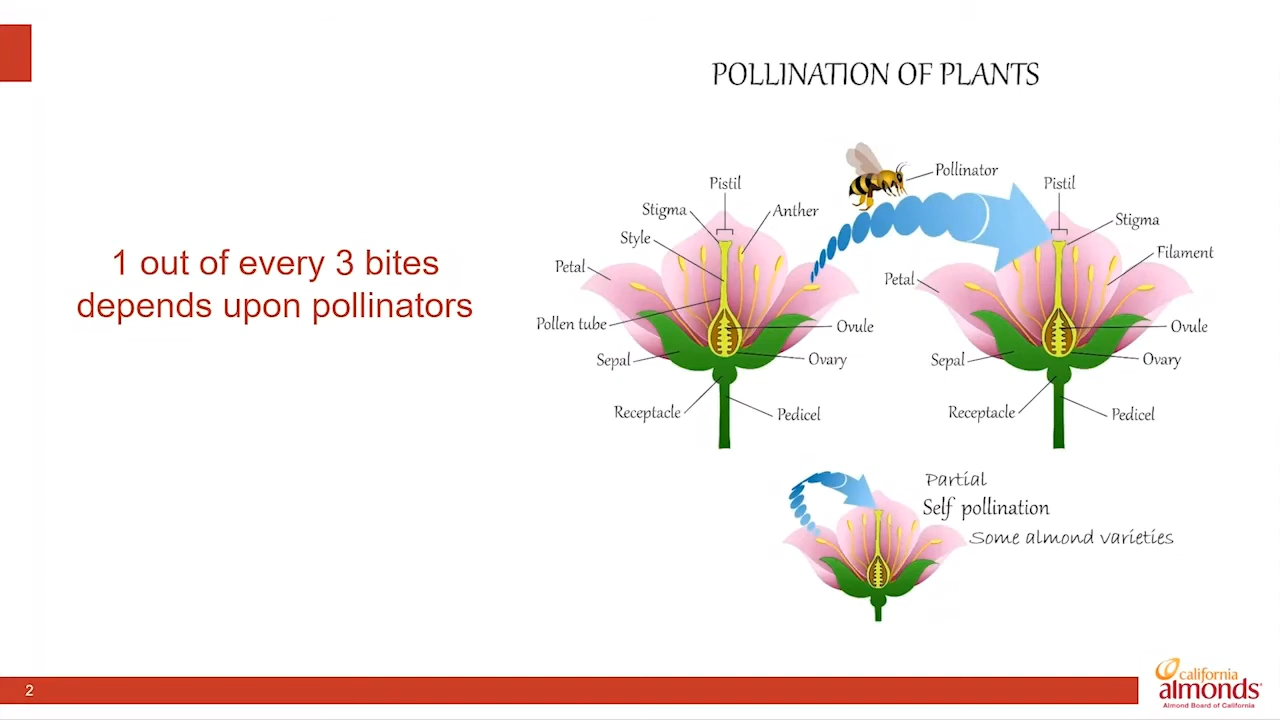 POLLINATION OF PLANTS
1 out of every 3 bites
depends upon pollinators
Pistil
Stigma
Anther
Style
Petal
Pollen tube
Ovule
Sepal
Ovary
Receptacle
Pedicel
Pollinator
Pistil
Stigma
Filament
Petal
Ovule
Sepal
Ovary
Receptacle
Pedicel
Partial
Self pollination
Some almond varieties
2
california
almonds®
Almond Board of California